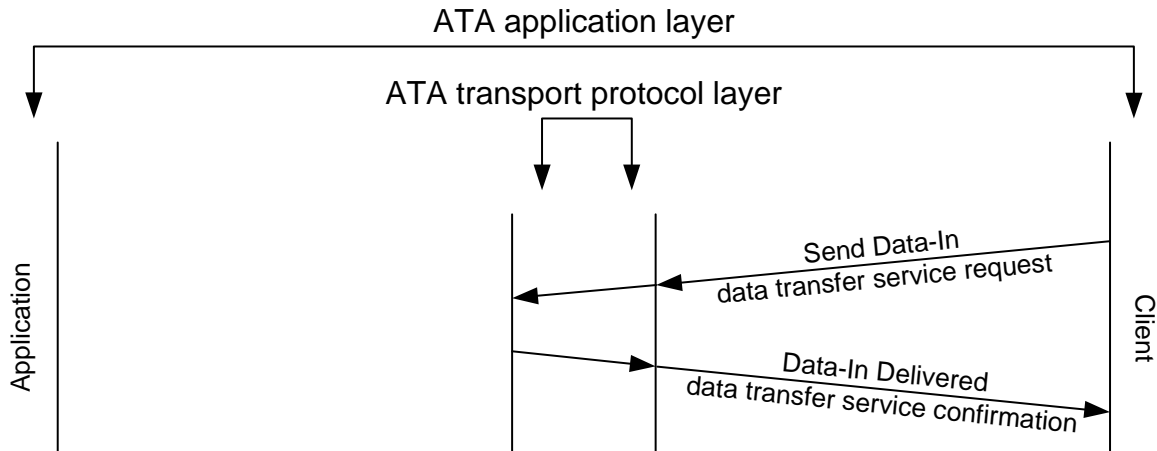 ATA application layer
ATA transport protocol layer
Application
Send Data-In
data transfer service request
Client
Data-In Delivered
data transfer service confirmation